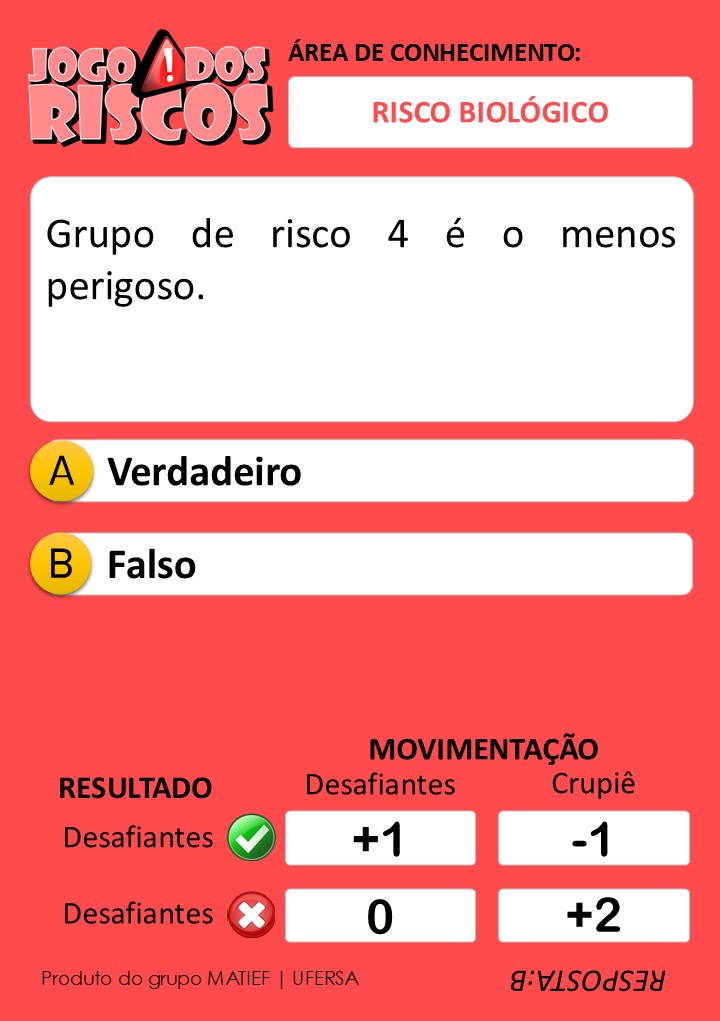 JOGO DOS
RISCOS
ÁREA DE CONHECIMENTO:
RISCO BIOLÓGICO
Grupo de risco 4 é o menos
perigoso.
A Verdadeiro
B Falso
MOVIMENTAÇÃO
RESULTADO Desafiantes Crupiê
Desafiantes +1 -1
Desafiantes 0 +2
Produto do grupo MATIEF | UFERSA
RESPOSTA:B